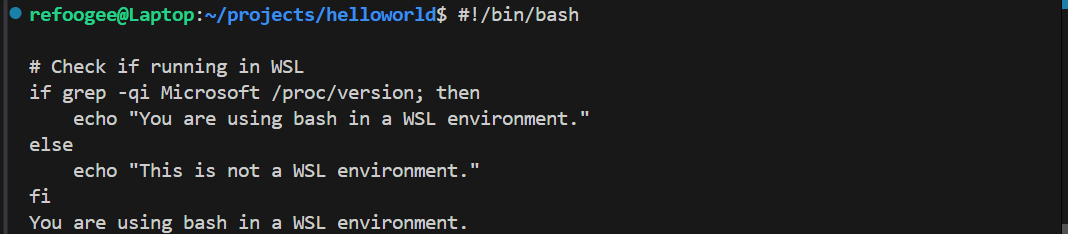 refoogee@Laptop:~/projects/helloworld$ #!/bin/bash

# Check if running in WSL
if grep -qi Microsoft /proc/version; then
    echo "You are using bash in a WSL environment."
else
    echo "This is not a WSL environment."
fi
You are using bash in a WSL environment.